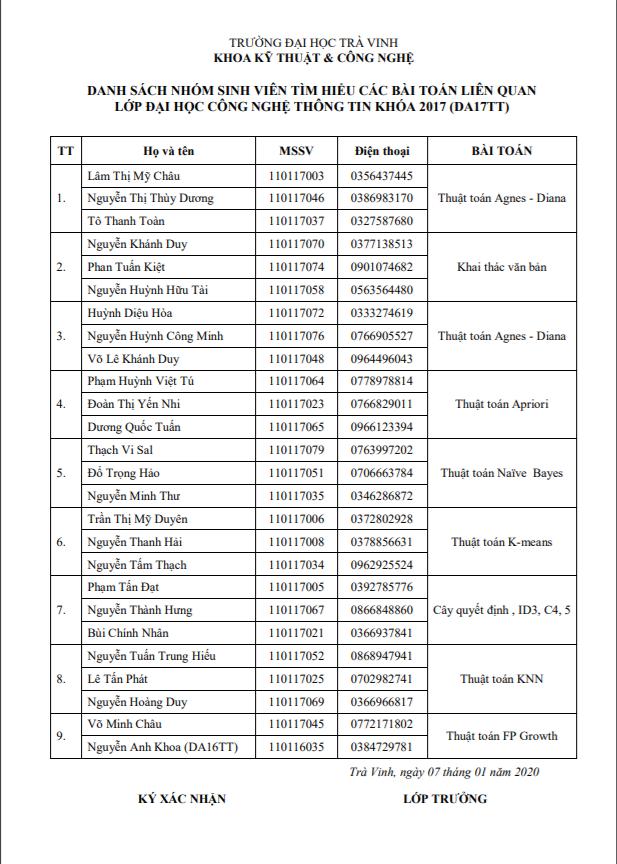 TRƯỜNG ĐẠI HỌC TRÀ VINH
KHOA KỸ THUẬT & CÔNG NGHỆ
DANH SÁCH NHÓM SINH VIÊN TÌM HIỂU CÁC BÀI TOÁN LIÊN QUAN
LỚP ĐẠI HỌC CÔNG NGHỆ THÔNG TIN KHÓA 2017 (DA17TT)
TT Họ và tên MSSV Điện thoại BÀI TOÁN
Lâm Thị Mỹ Châu 110117003 0356437445
1. Nguyễn Thị Thùy Dương 110117046 0386983170 Thuật toán Agnes - Diana
Tô Thanh Toàn 110117037 0327587680
Nguyễn Khánh Duy 110117070 0377138513
2. Phan Tuấn Kiệt 110117074 0901074682 Khai thác văn bản
Nguyễn Huỳnh Hữu Tài 110117058 0563564480
Huỳnh Diệu Hòa 110117072 0333274619
3. Nguyễn Huỳnh Công Minh 110117076 0766905527 Thuật toán Agnes - Diana
Võ Lê Khánh Duy 110117048 0964496043
Phạm Huỳnh Việt Tú 110117064 0778978814
4. Đoàn Thị Yến Nhi 110117023 0766829011 Thuật toán Apriori
Dương Quốc Tuấn 110117065 0966123394
Thạch Vi Sal 110117079 0763997202
5. Đỗ Trọng Hảo 110117051 0706663784 Thuật toán Naïve Bayes
Nguyễn Minh Thư 110117035 0346286872
Trần Thị Mỹ Duyên 110117006 0372802928
6. Nguyễn Thanh Hải 110117008 0378856631 Thuật toán K-means
Nguyễn Tấm Thạch 110117034 0962925524
Phạm Tấn Đạt 110117005 0392785776
7. Nguyễn Thành Hưng 110117067 0866848860 Cây quyết định , ID3, C4, 5
Bùi Chính Nhân 110117021 0366937841
Nguyễn Tuấn Trung Hiếu 110117052 0868947941
8. Lê Tấn Phát 110117025 0702982741 Thuật toán KNN
Nguyễn Hoàng Duy 110117069 0366966817
Võ Minh Châu 110117045 0772171802
9. Nguyễn Anh Khoa (DA16TT) 110116035 0384729781 Thuật toán FP Growth
Trà Vinh, ngày 07 tháng 01 năm 2020
KÝ XÁC NHẬN LỚP TRƯỞNG